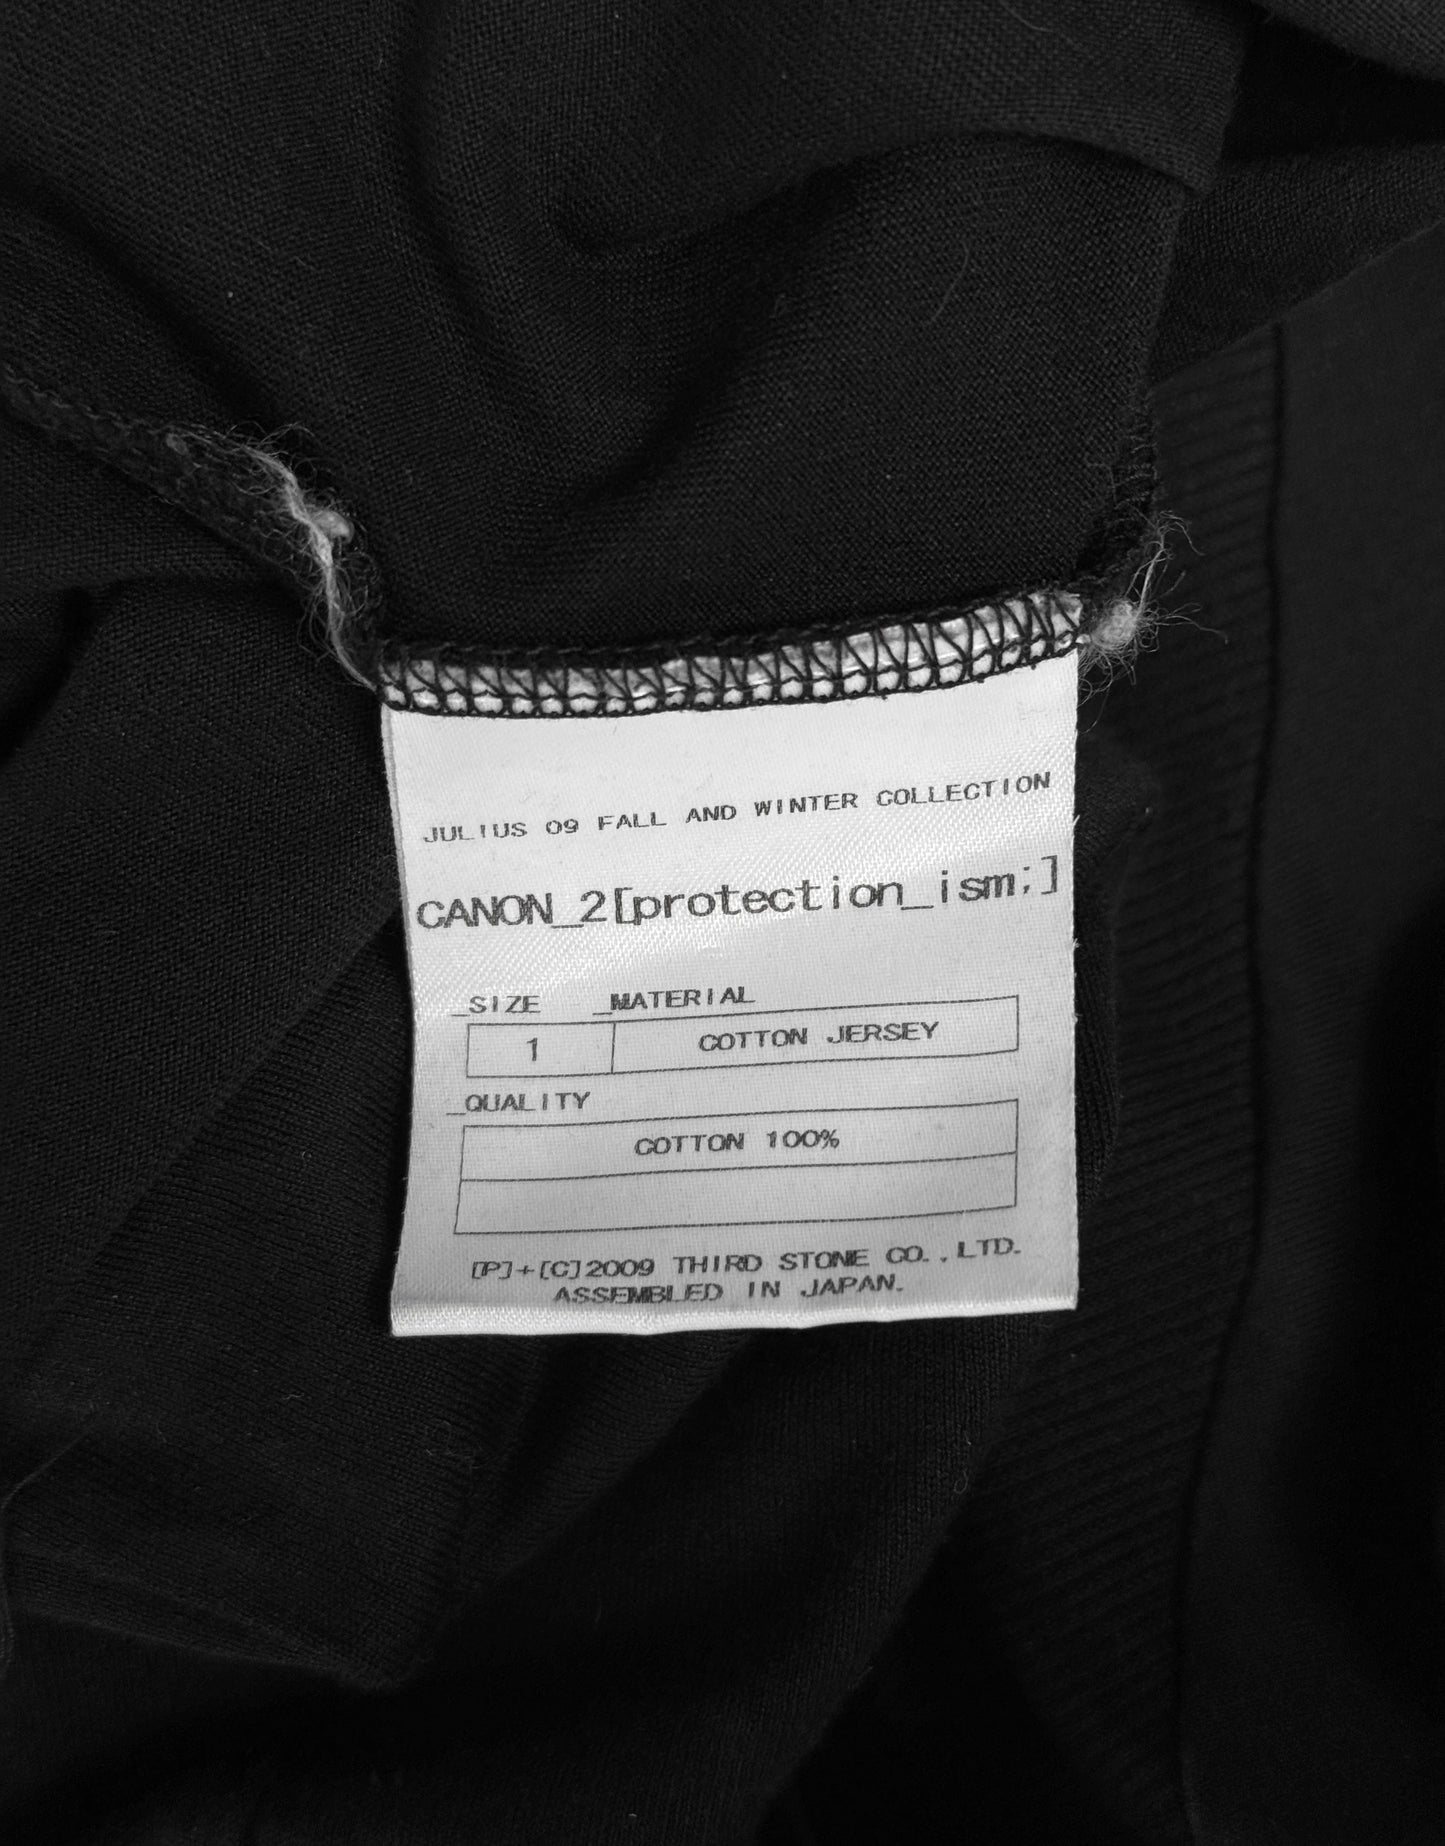 JULIUS 09 FALL AND WINTER COLLECTION
CANON_2[protection_ism;]
_SIZE _MATERIAL
1 COTTON JERSEY
_QUALITY
COTTON 100%
[P]+[C]2009 THIRD STONE CO.,LTD.
ASSEMBLED IN JAPAN.